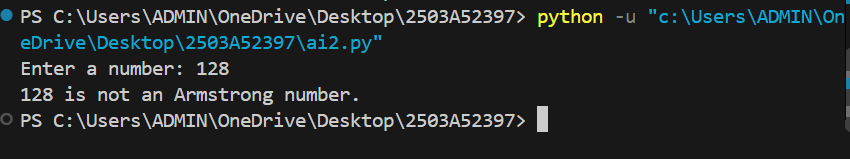 PS C:\Users\ADMIN\OneDrive\Desktop\2503A52397> python -u "c:\Users\ADMIN\On
eDrive\Desktop\2503A52397\ai2.py"
Enter a number: 128
128 is not an Armstrong number.
PS C:\Users\ADMIN\OneDrive\Desktop\2503A52397>